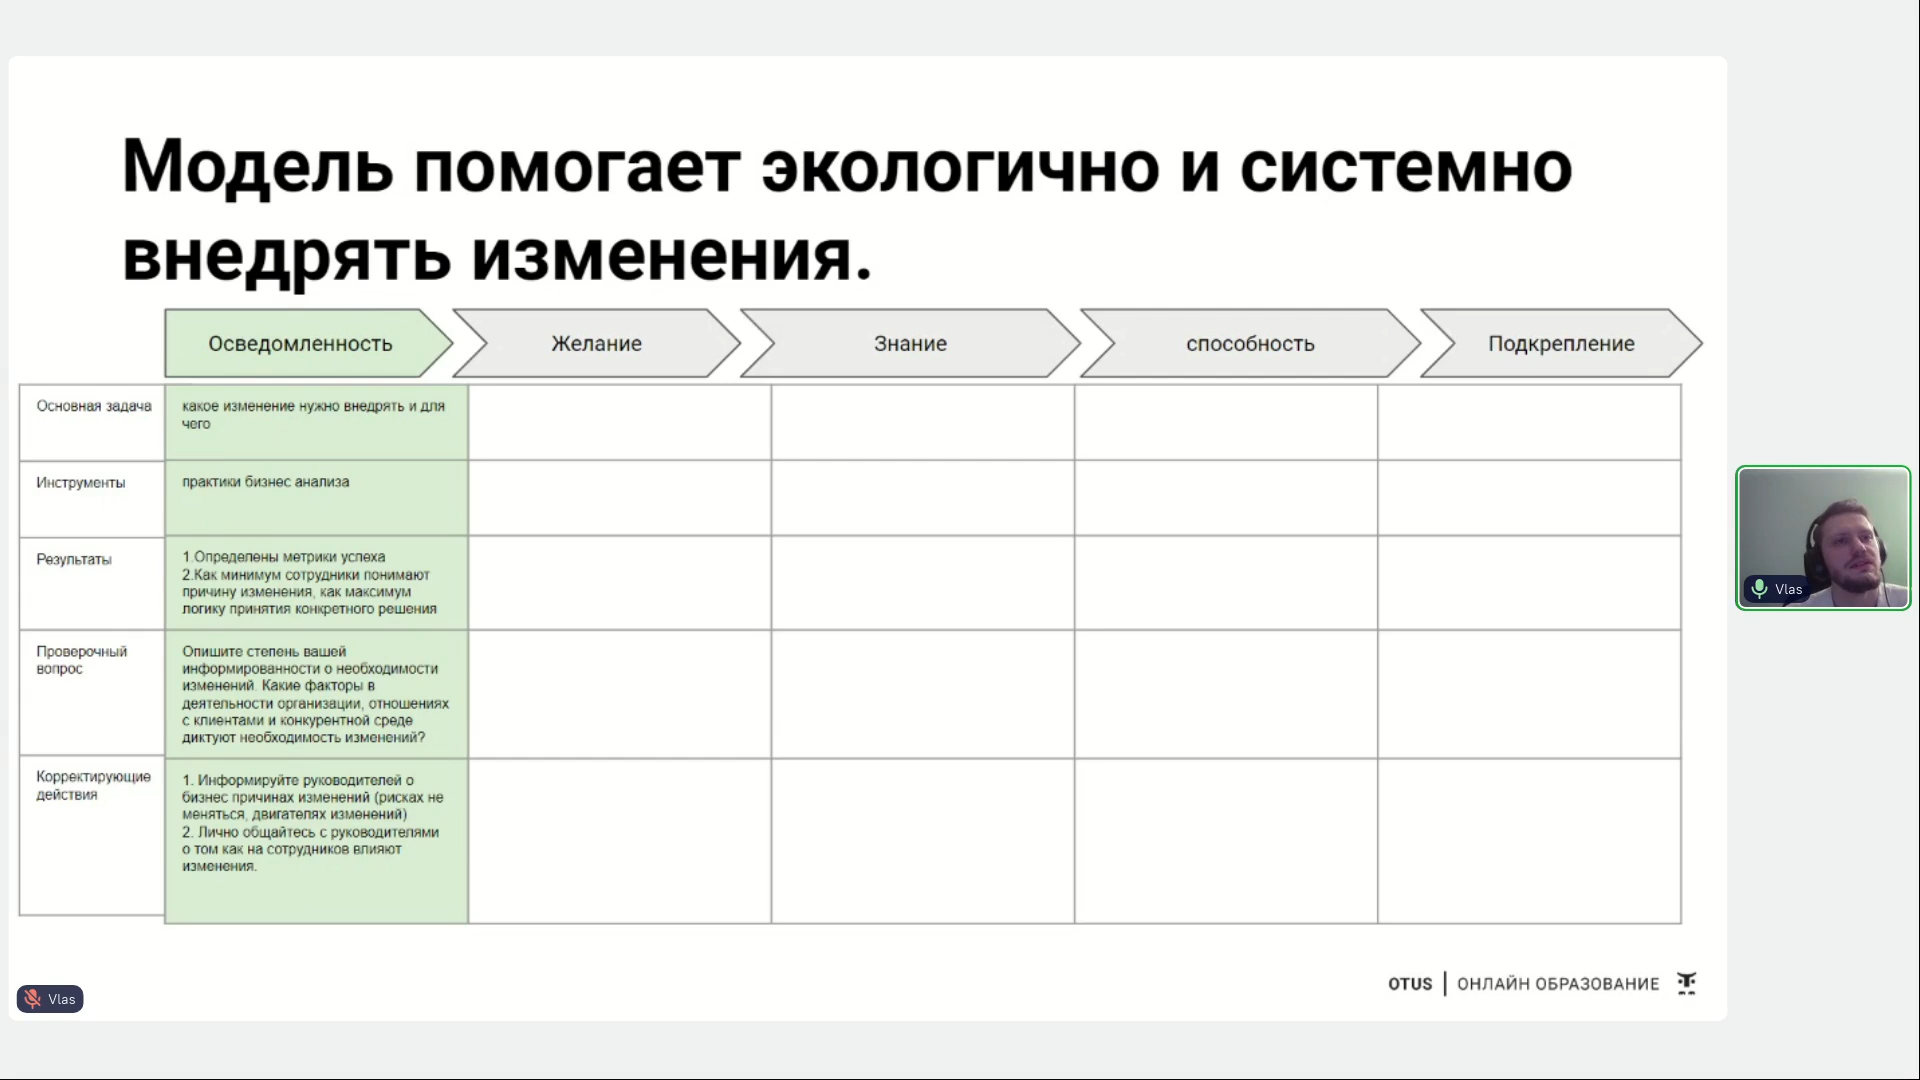 Модель помогает экологично и системно
внедрять изменения.
Осведомленность
Желание
Знание
способность
Подкрепление
Основная задача
какое изменение нужно внедрять и для
чего
Инструменты
практики бизнес анализа
Результаты
1.Определены метрики успеха
2.Как минимум сотрудники понимают
причину изменения, как максимум
логику принятия конкретного решения
Проверочный
вопрос
Опишите степень вашей
информированности о необходимости
изменений. Какие факторы в
деятельности организации, отношениях
с клиентами и конкурентной среде
диктуют необходимость изменений?
Корректирующие
действия
1. Информируйте руководителей о
бизнес причинах изменений (рисках не
меняться, двигателях изменений)
2. Лично общайтесь с руководителями
о том как на сотрудников влияют
изменения.
OTUS | ОНЛАЙН ОБРАЗОВАНИЕ
Vlas
Vlas